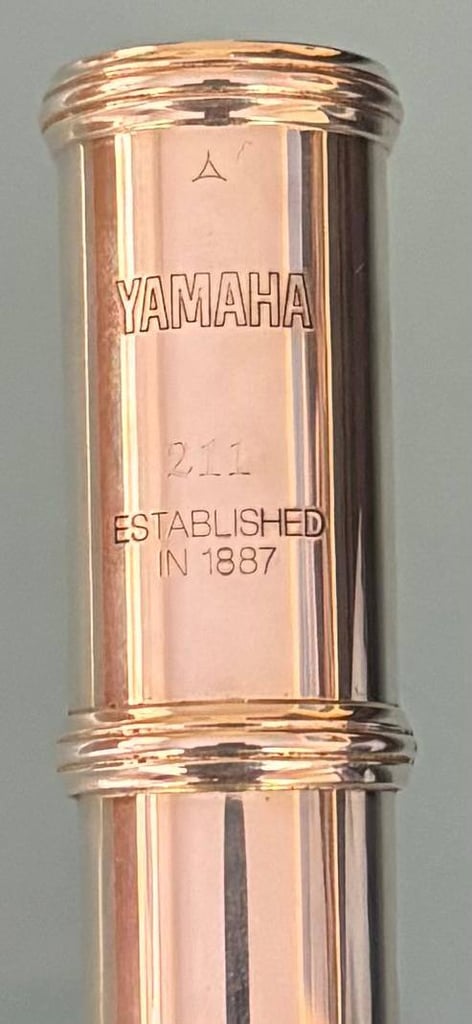 YAMAHA
211
ESTABLISHED
IN 1887